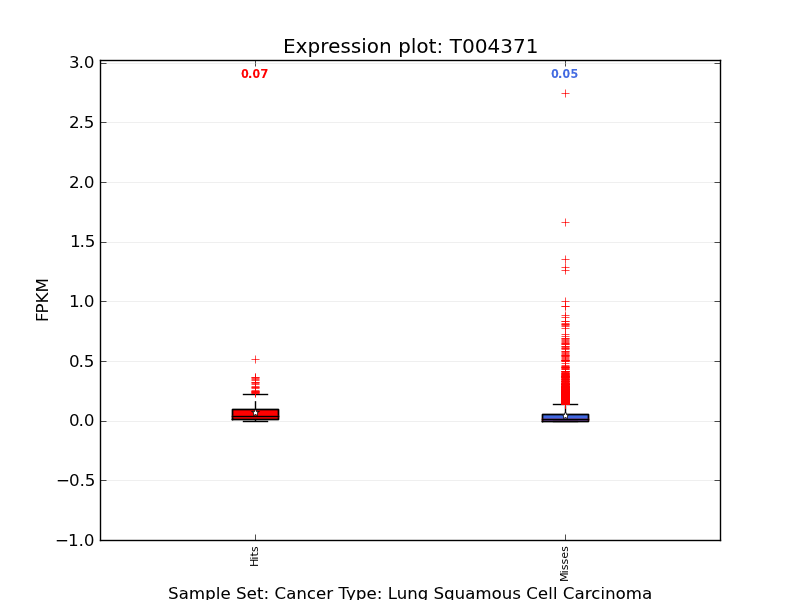 Expression plot: T004371
0.07 0.05
3.0
2.5
2.0
1.5
1.0
0.5
0.0
−0.5
−1.0
FPKM
Hits Misses
Sample Set: Cancer Type: Lung Squamous Cell Carcinoma